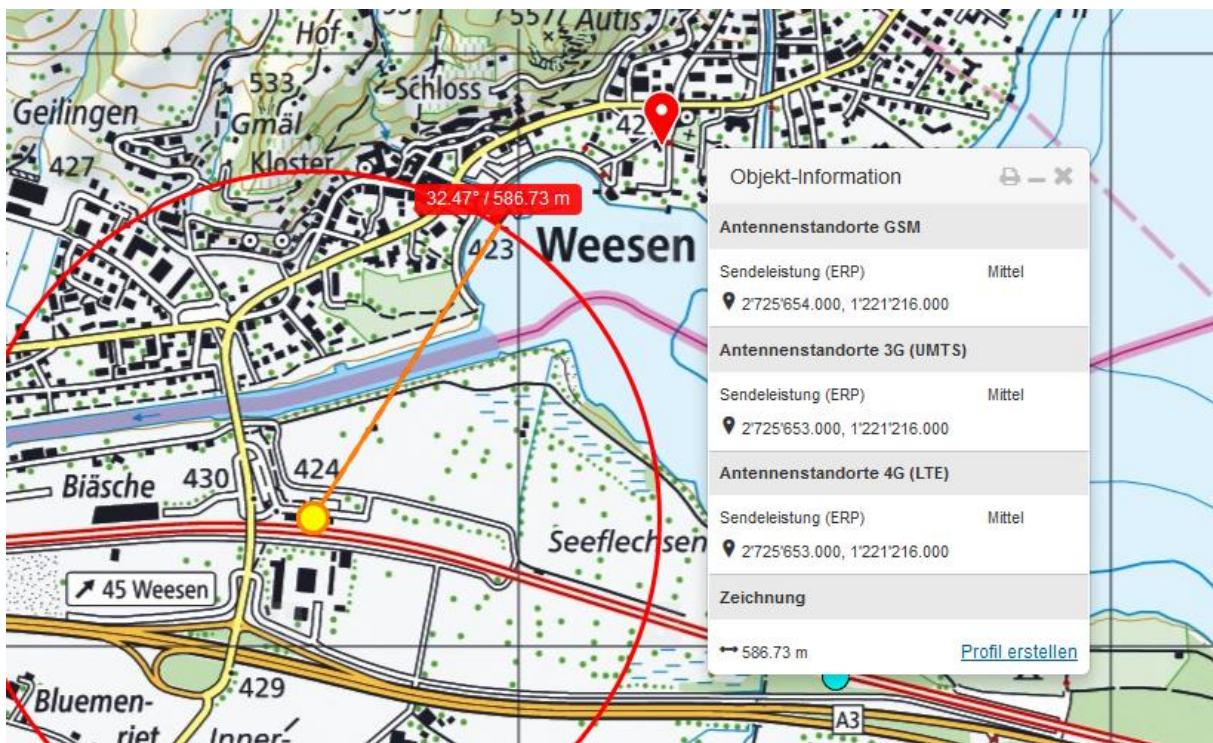 Hof
557
Autis
533
Schloss
Geilingen
Gmäl
42
427
Kloster
32.47° / 586.73 m
423
Weesen
Objekt-Information
Antennenstandorte GSM
Sendeleistung (ERP) Mittel
2'725'654.000, 1'221'216.000
Antennenstandorte 3G (UMTS)
Sendeleistung (ERP) Mittel
2'725'653.000, 1'221'216.000
Antennenstandorte 4G (LTE)
Sendeleistung (ERP) Mittel
2'725'653.000, 1'221'216.000
Zeichnung
586.73 m Profil erstellen
Biäsche
430
424
Seeflechsen
45 Weesen
429
Bluemen-
riet
Inner-
A3